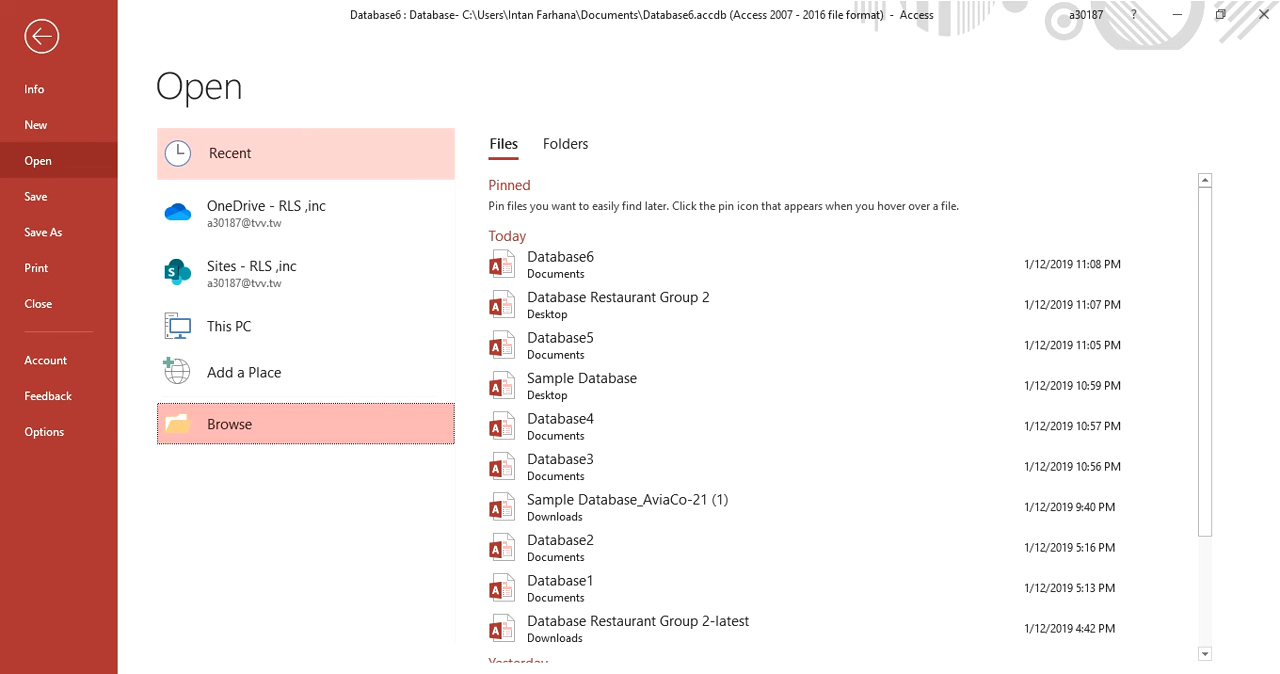 Database6 : Database- C:\Users\Intan Farhana\Documents\Database6.accdb (Access 2007 - 2016 file format) - Access
a30187
?
Info
New
Open
Save
Save As
Print
Close
Account
Feedback
Options
Open
Recent
OneDrive - RLS ,inc
a30187@tvv.tw
Sites - RLS ,inc
a30187@tvv.tw
This PC
Add a Place
Browse
Files Folders
Pinned
Pin files you want to easily find later. Click the pin icon that appears when you hover over a file.
Today
Database6
Documents
1/12/2019 11:08 PM
Database Restaurant Group 2
Desktop
1/12/2019 11:07 PM
Database5
Documents
1/12/2019 11:05 PM
Sample Database
Desktop
1/12/2019 10:59 PM
Database4
Documents
1/12/2019 10:57 PM
Database3
Documents
1/12/2019 10:56 PM
Sample Database_AviaCo-21 (1)
Downloads
1/12/2019 9:40 PM
Database2
Documents
1/12/2019 5:16 PM
Database1
Documents
1/12/2019 5:13 PM
Database Restaurant Group 2-latest
Downloads
1/12/2019 4:42 PM
Yesterday